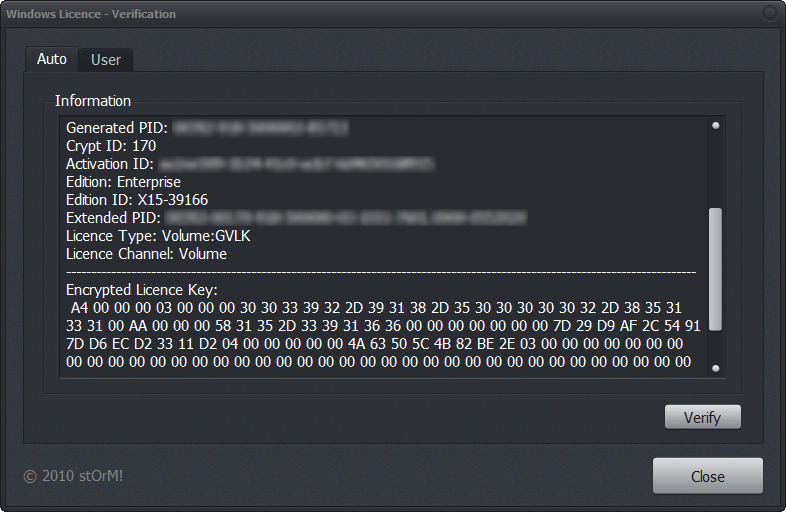 Windows Licence - Verification
Auto
User
Information
Generated PID:
Crypt ID: 170
Activation ID:
Edition: Enterprise
Edition ID: X15-39166
Extended PID:
Licence Type: Volume:GVLK
Licence Channel: Volume
Encrypted Licence Key:
A4 00 00 00 03 00 00 00 30 30 33 39 32 2D 39 31 38 2D 35 30 30 30 30 30 32 2D 38 35 31
33 31 00 AA 00 00 00 58 31 35 2D 33 39 31 36 36 00 00 00 00 00 00 00 7D 29 D9 AF 2C 54 91
7D D6 EC D2 33 11 D2 04 00 00 00 00 00 4A 63 50 5C 4B 82 BE 2E 03 00 00 00 00 00 00
00 00 00 00 00 00 00 00 00 00 00 00 00 00 00 00 00 00 00 00 00 00 00 00 00 00 00 00
Verify
© 2010 stOrM!
Close